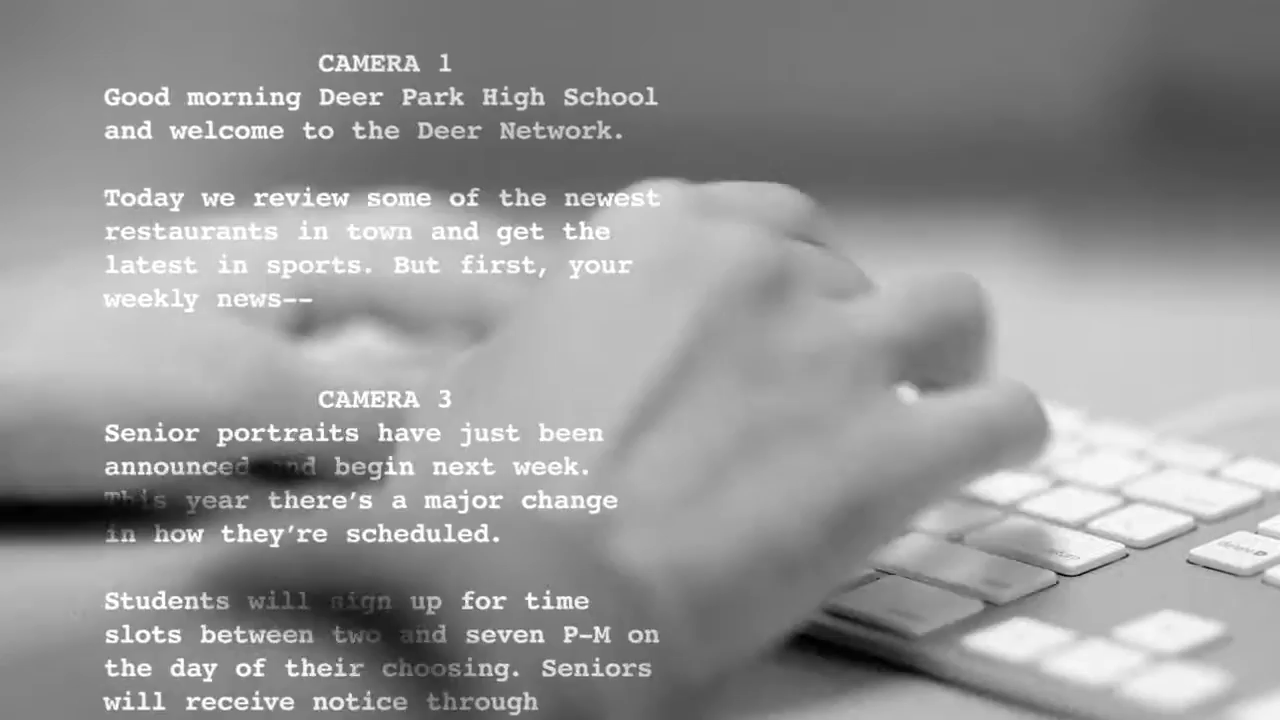 CAMERA 1
Good morning Deer Park High School
and welcome to the Deer Network.
Today we review some of the newest
restaurants in town and get the
latest in sports. But first, your
weekly news--
CAMERA 3
Senior portraits have just been
announced and begin next week.
This year there’s a major change
in how they’re scheduled.
Students will sign up for time
slots between two and seven P-M on
the day of their choosing. Seniors
will receive notice through